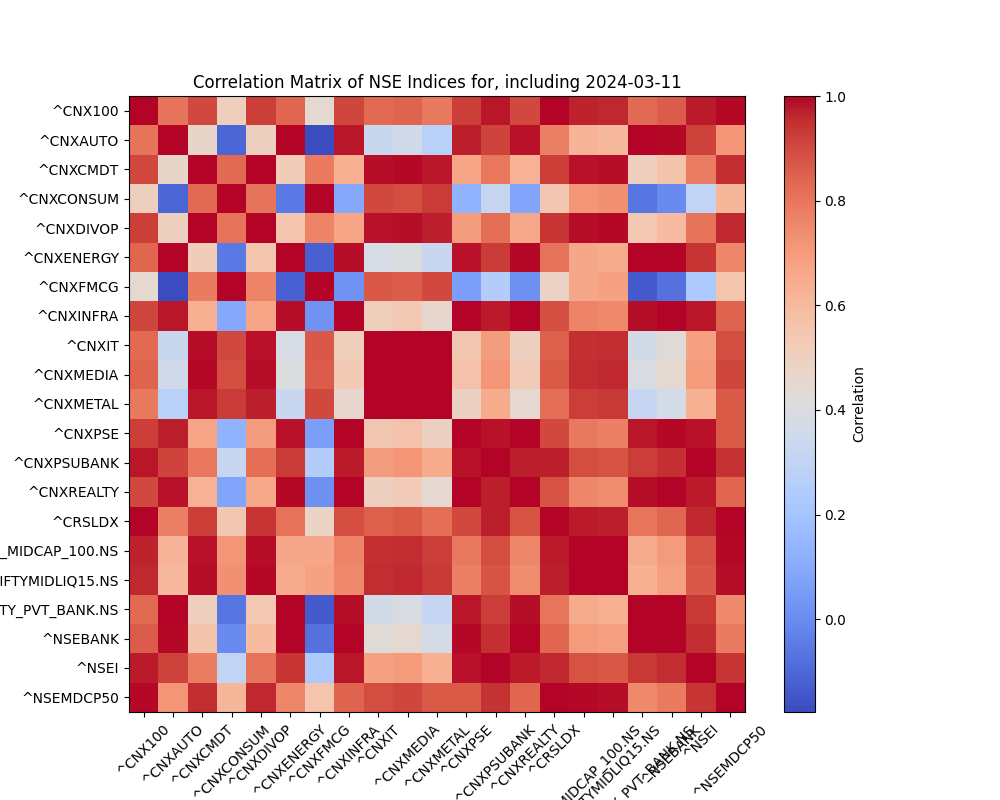 Correlation Matrix of NSE Indices for, including 2024-03-11
^CNX100
^CNXAUTO
^CNXCMDT
^CNXCONSUM
^CNXDIVOP
^CNXENERGY
^CNXFMCG
^CNXINFRA
^CNXIT
^CNXMEDIA
^CNXMETAL
^CNXPSE
^CNXPSUBANK
^CNXREALTY
^CRSLDX
_MIDCAP_100.NS
IFTYMIDLIQ15.NS
TY_PVT_BANK.NS
^NSEBANK
^NSEI
^NSEMDCP50
^CNX100
^CNXAUTO
^CNXCMDT
^CNXCONSUM
^CNXDIVOP
^CNXENERGY
^CNXFMCG
^CNXINFRA
^CNXIT
^CNXMEDIA
^CNXMETAL
^CNXPSE
^CNXPSUBANK
^CNXREALTY
^CRSLDX
MIDCAP_100.NS
TYMIDLIQ15.NS
_PVT_BANK.NS
^NSEBANK
^NSEI
^NSEMDCP50
1.0
0.8
0.6
0.4
0.2
0.0
Correlation